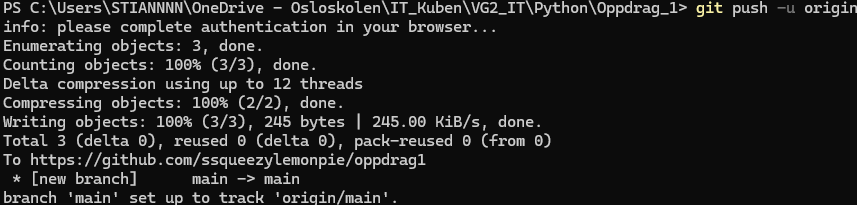 PS C:\Users\STIANNNN\OneDrive - Osloskolen\IT_Kuben\VG2_IT\Python\Oppdrag_1> git push -u origin
info: please complete authentication in your browser...
Enumerating objects: 3, done.
Counting objects: 100% (3/3), done.
Delta compression using up to 12 threads
Compressing objects: 100% (2/2), done.
Writing objects: 100% (3/3), 245 bytes | 245.00 KiB/s, done.
Total 3 (delta 0), reused 0 (delta 0), pack-reused 0 (from 0)
To https://github.com/ssqueezylemonpie/oppdrag1
 * [new branch]      main -> main
branch 'main' set up to track 'origin/main'.